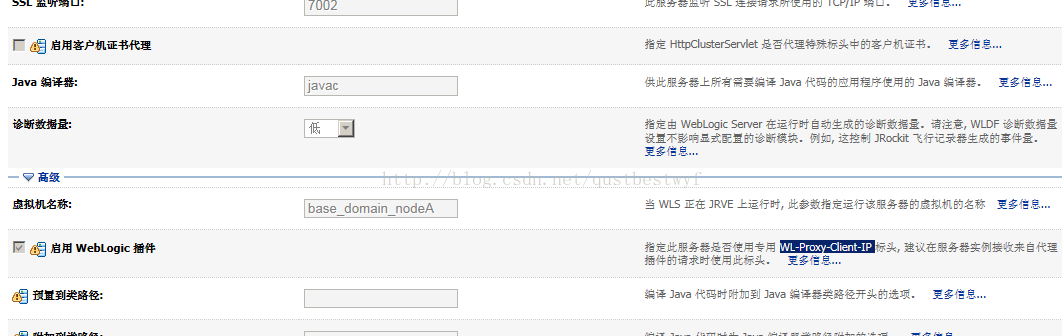 SSL 监听端口:
7002
此服务器监听 SSL 连接请求所使用的 TCP/IP 端口。 更多信息...
启用客户机证书代理
指定 HttpClusterServlet 是否代理特殊标头中的客户机证书。 更多信息...
Java 编译器:
javac
供此服务器上所有需要编译 Java 代码的应用程序使用的 Java 编译器。 更多信息...
诊断数据量:
低
指定由 WebLogic Server 在运行时自动生成的诊断数据量。请注意, WLDF 诊断数据量
设置不影响显式配置的诊断模块。例如, 这控制 JRockit 飞行记录器生成的事件量。
更多信息...
高级
http://blog.csdn.net/qustbestwyf
虚拟机名称:
base_domain_nodeA
当 WLS 正在 JRVE 上运行时, 此参数指定运行该服务器的虚拟机的名称 更多信息...
启用 WebLogic 插件
指定此服务器是否使用专用 WL-Proxy-Client-IP 标头, 建议在服务器实例接收来自代理
插件的请求时使用此标头。 更多信息...
预置到类路径:
编译 Java 代码时附加到 Java 编译器类路径开头的选项。 更多信息...
附加到类路径: